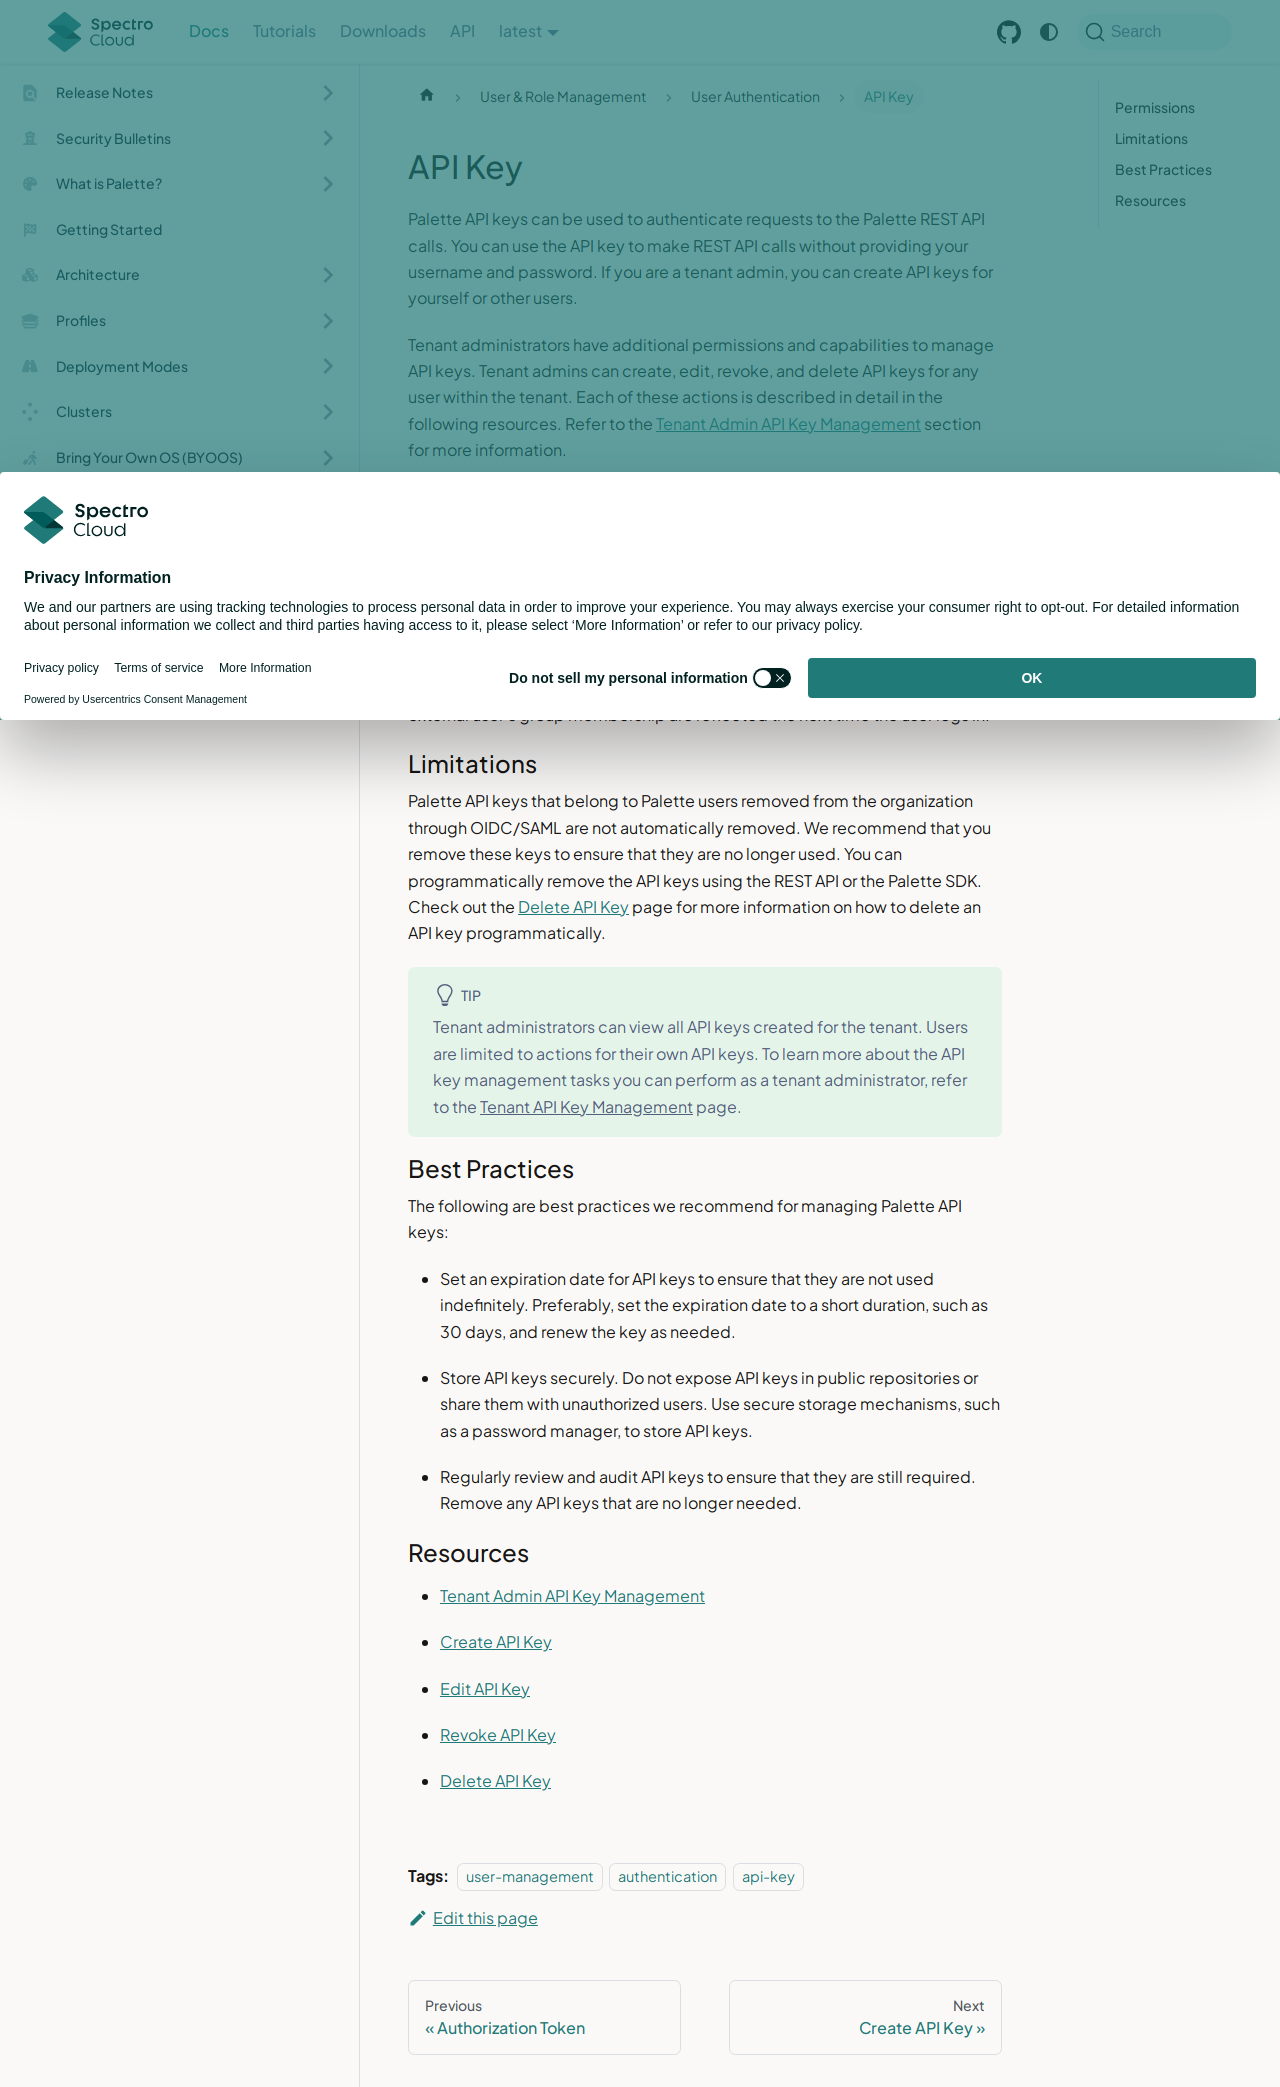 Spectro Cloud
Docs
Tutorials
Downloads
API
latest
Search
Release Notes
Security Bulletins
What is Palette?
Getting Started
Architecture
Profiles
Deployment Modes
Clusters
Bring Your Own OS (BYOOS)
User & Role Management
User Authentication
API Key
Permissions
Limitations
Best Practices
Resources
API Key
Palette API keys can be used to authenticate requests to the Palette REST API
calls. You can use the API key to make REST API calls without providing your
username and password. If you are a tenant admin, you can create API keys for
yourself or other users.
Tenant administrators have additional permissions and capabilities to manage
API keys. Tenant admins can create, edit, revoke, and delete API keys for any
user within the tenant. Each of these actions is described in detail in the
following resources. Refer to the Tenant Admin API Key Management section
for more information.
Spectro
Cloud
Privacy Information
We and our partners are using tracking technologies to process personal data in order to improve your experience. You may always exercise your consumer right to opt-out. For detailed information
about personal information we collect and third parties having access to it, please select ‘More Information’ or refer to our privacy policy.
Privacy policy
Terms of service
More Information
Do not sell my personal information
OK
Powered by Usercentrics Consent Management
Limitations
Palette API keys that belong to Palette users removed from the organization
through OIDC/SAML are not automatically removed. We recommend that you
remove these keys to ensure that they are no longer used. You can
programmatically remove the API keys using the REST API or the Palette SDK.
Check out the Delete API Key page for more information on how to delete an
API key programmatically.
TIP
Tenant administrators can view all API keys created for the tenant. Users
are limited to actions for their own API keys. To learn more about the API
key management tasks you can perform as a tenant administrator, refer
to the Tenant API Key Management page.
Best Practices
The following are best practices we recommend for managing Palette API
keys:
Set an expiration date for API keys to ensure that they are not used
indefinitely. Preferably, set the expiration date to a short duration, such as
30 days, and renew the key as needed.
Store API keys securely. Do not expose API keys in public repositories or
share them with unauthorized users. Use secure storage mechanisms, such
as a password manager, to store API keys.
Regularly review and audit API keys to ensure that they are still required.
Remove any API keys that are no longer needed.
Resources
Tenant Admin API Key Management
Create API Key
Edit API Key
Revoke API Key
Delete API Key
Tags: user-management authentication api-key
Edit this page
Previous
« Authorization Token
Next
Create API Key »